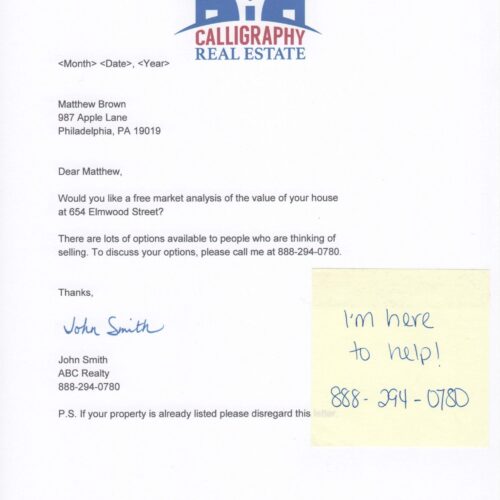 CALLIGRAPHY
REAL ESTATE
<Month> <Date>, <Year>
Matthew Brown
987 Apple Lane
Philadelphia, PA 19019
Dear Matthew,
Would you like a free market analysis of the value of your house
at 654 Elmwood Street?
There are lots of options available to people who are thinking of
selling. To discuss your options, please call me at 888-294-0780.
Thanks,
John Smith
John Smith
ABC Realty
888-294-0780
P.S. If your property is already listed please disregard this letter.
I'm here
to help!
888-294-0780